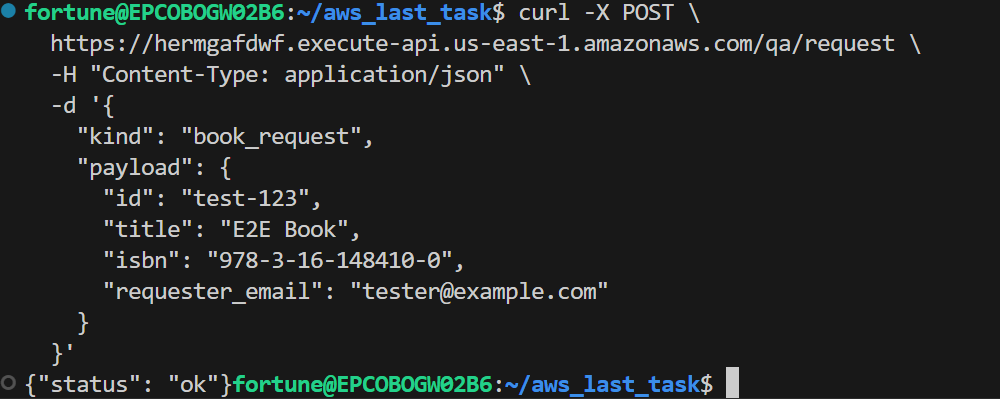 fortune@EPCOBOGW02B6:~/aws_last_task$ curl -X POST \
  https://hermgafdwf.execute-api.us-east-1.amazonaws.com/qa/request \
  -H "Content-Type: application/json" \
  -d '{
    "kind": "book_request",
    "payload": {
      "id": "test-123",
      "title": "E2E Book",
      "isbn": "978-3-16-148410-0",
      "requester_email": "tester@example.com"
    }
  }'
{"status": "ok"}fortune@EPCOBOGW02B6:~/aws_last_task$